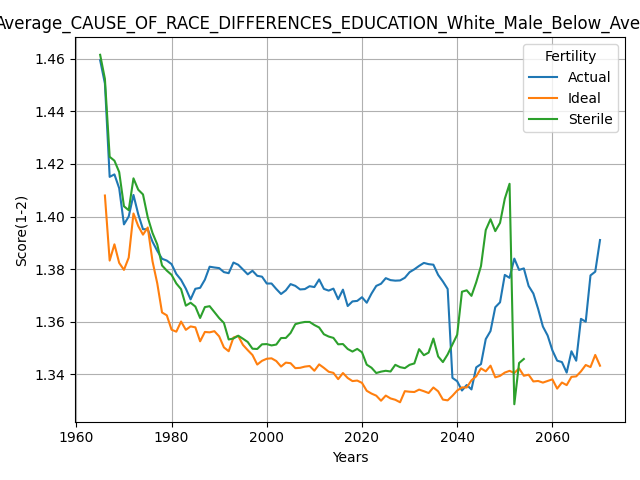 Average_CAUSE_OF_RACE_DIFFERENCES_EDUCATION_White_Male_Below_Ave
1.46
1.44
1.42
1.40
1.38
1.36
1.34
Score(1-2)
Fertility
Actual
Ideal
Sterile
1960
1980
2000
2020
2040
2060
Years